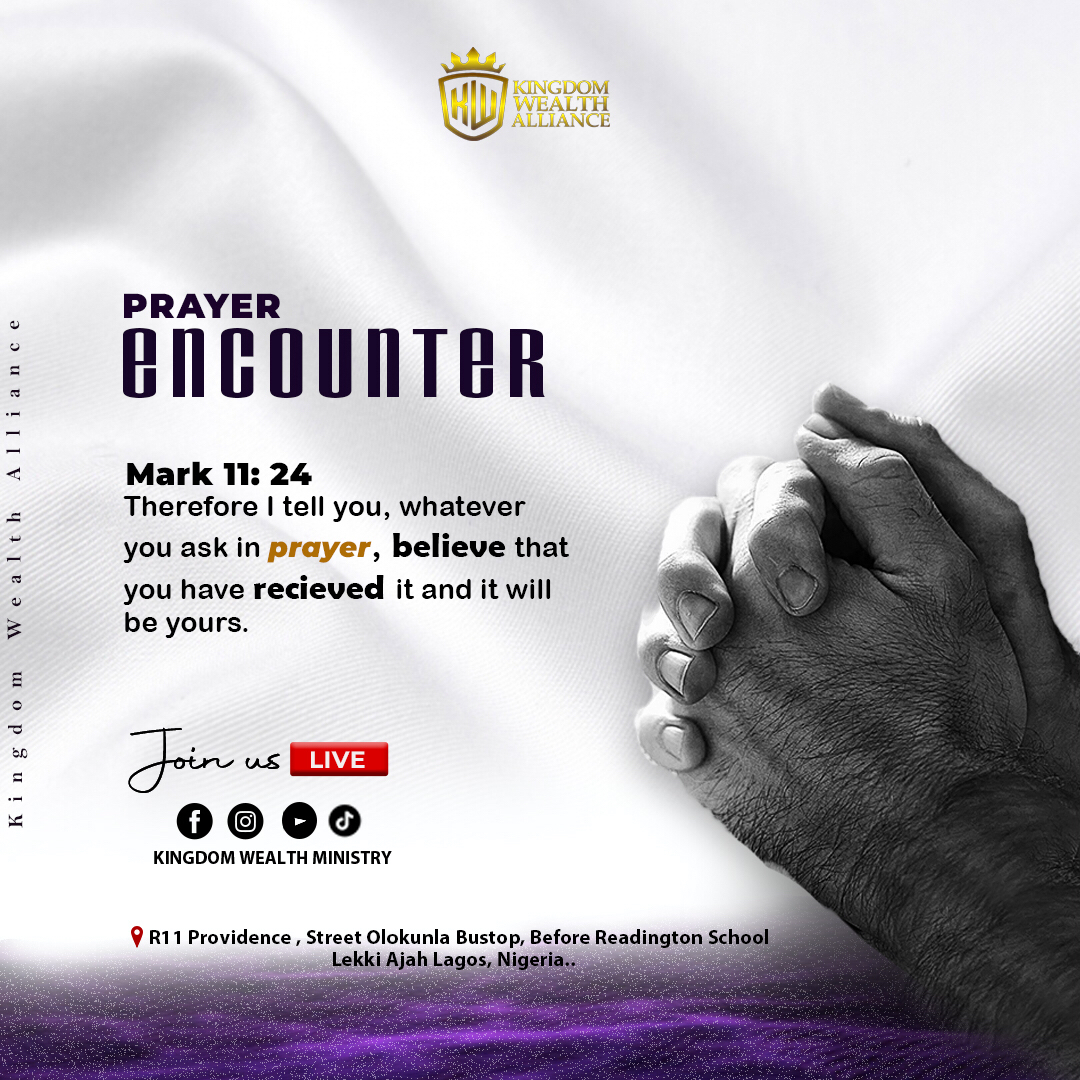 KW
KINGDOM
WEALTH
ALLIANCE
PRAYER
encounter
Kingdom Wealth Alliance
Mark 11: 24
Therefore I tell you, whatever
you ask in prayer, believe that
you have recieved it and it will
be yours.
Join us LIVE
KINGDOM WEALTH MINISTRY
R11 Providence , Street Olokunla Bustop, Before Readington School
Lekki Ajah Lagos, Nigeria..